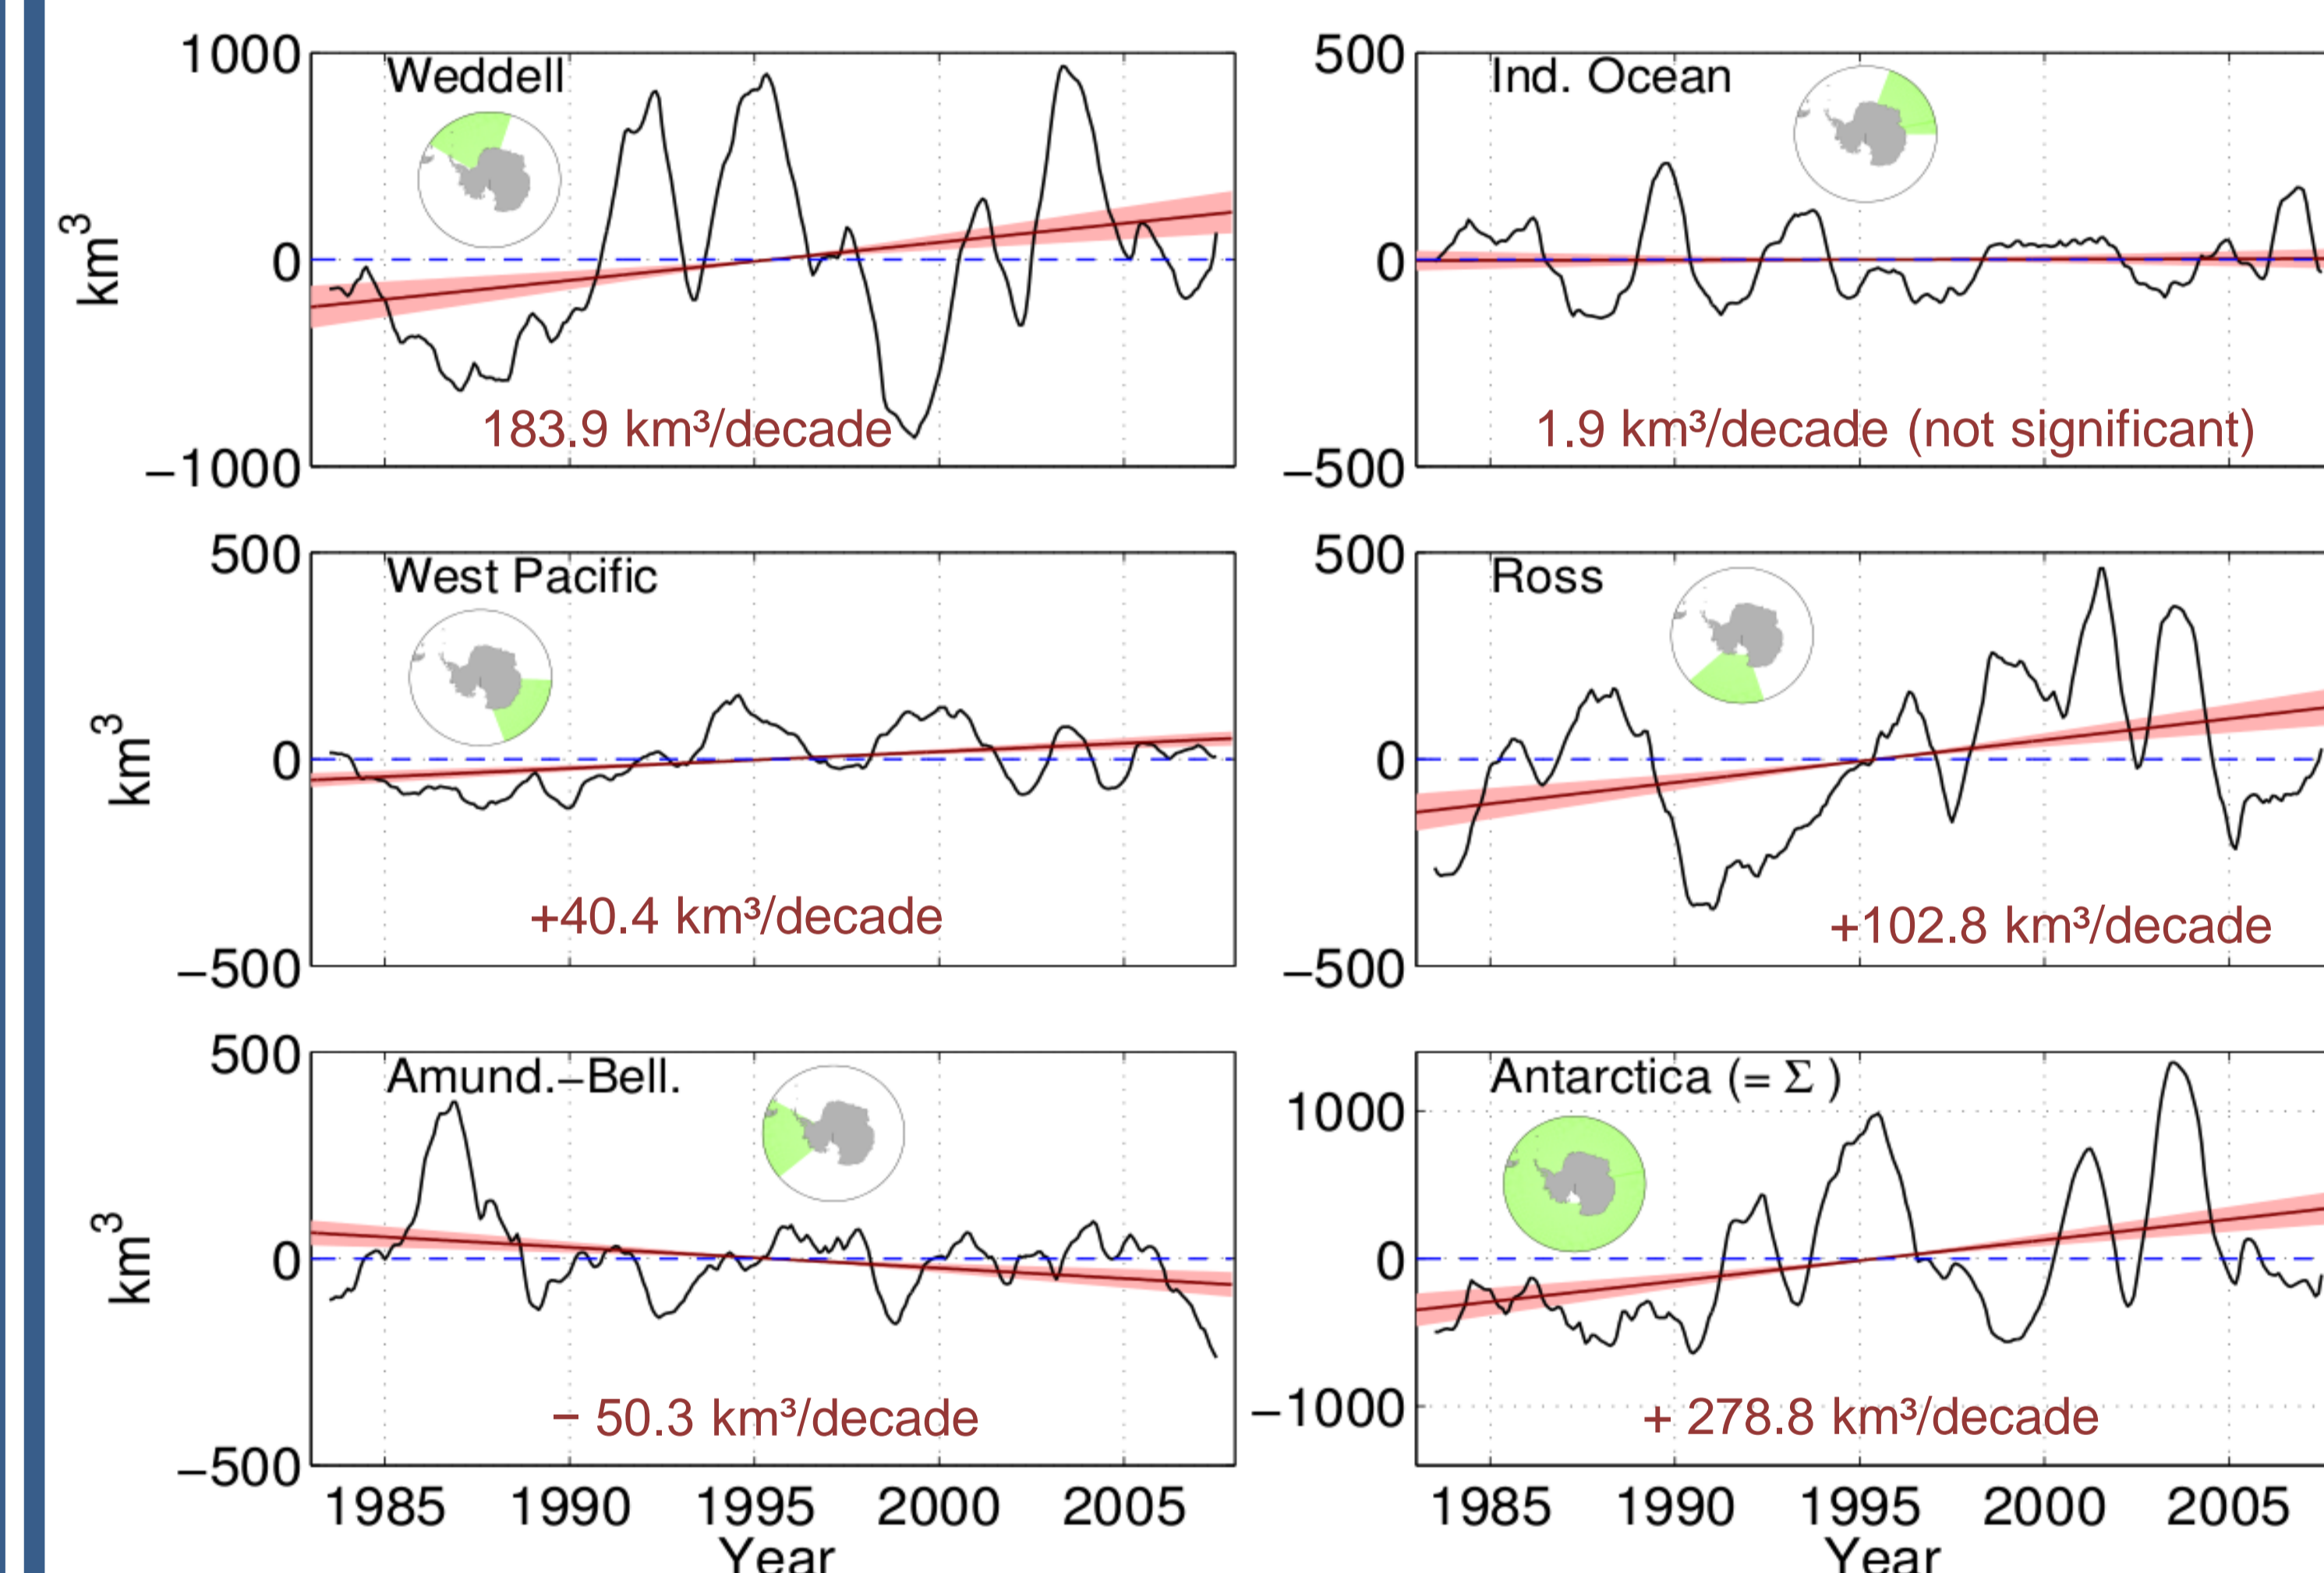 1000
Weddell
0
−1000
km³
183.9 km³/decade
500
Ind. Ocean
0
−500
1.9 km³/decade (not significant)
500
West Pacific
0
−500
km³
+40.4 km³/decade
500
Ross
0
−500
+102.8 km³/decade
500
Amund.−Bell.
0
−500
km³
− 50.3 km³/decade
1985 1990 1995 2000 2005
Year
Antarctica (= Σ )
1000
0
−1000
+ 278.8 km³/decade
1985 1990 1995 2000 2005
Year